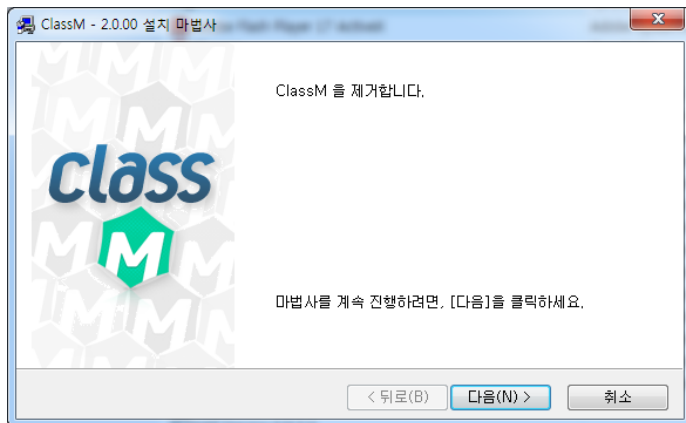 ClassM - 2.0.00 설치 마법사
ClassM 을 제거합니다.
class
M
마법사를 계속 진행하려면, [다음]을 클릭하세요.
< 뒤로(B)
다음(N) >
취소